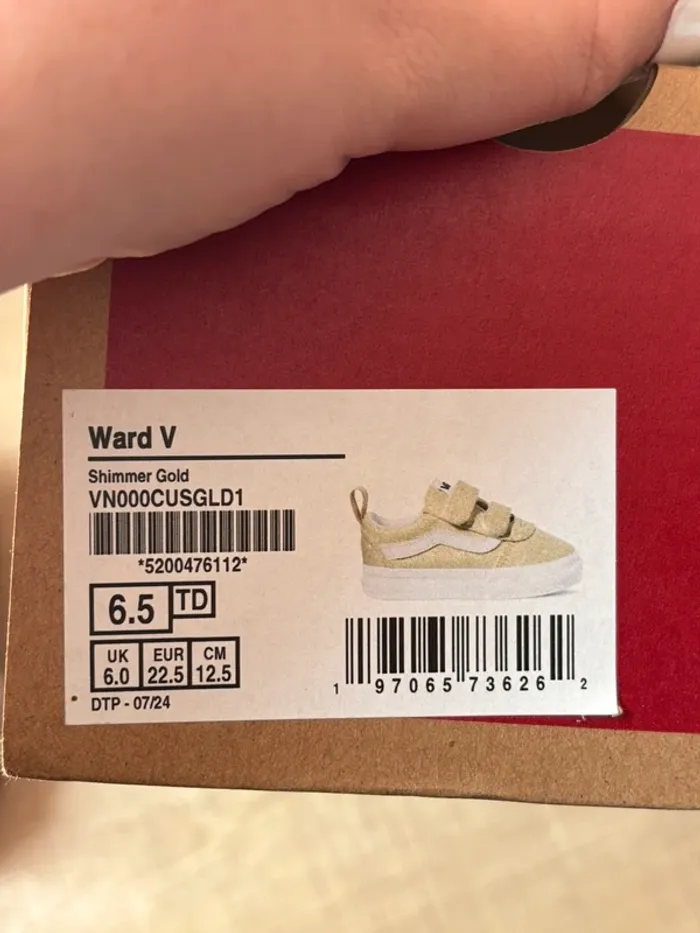 Ward V
Shimmer Gold
VN000CUSGLD1
*5200476112*
6.5 TD
UK EUR CM
6.0 22.5 12.5
DTP - 07/24
1 97065 73626 2